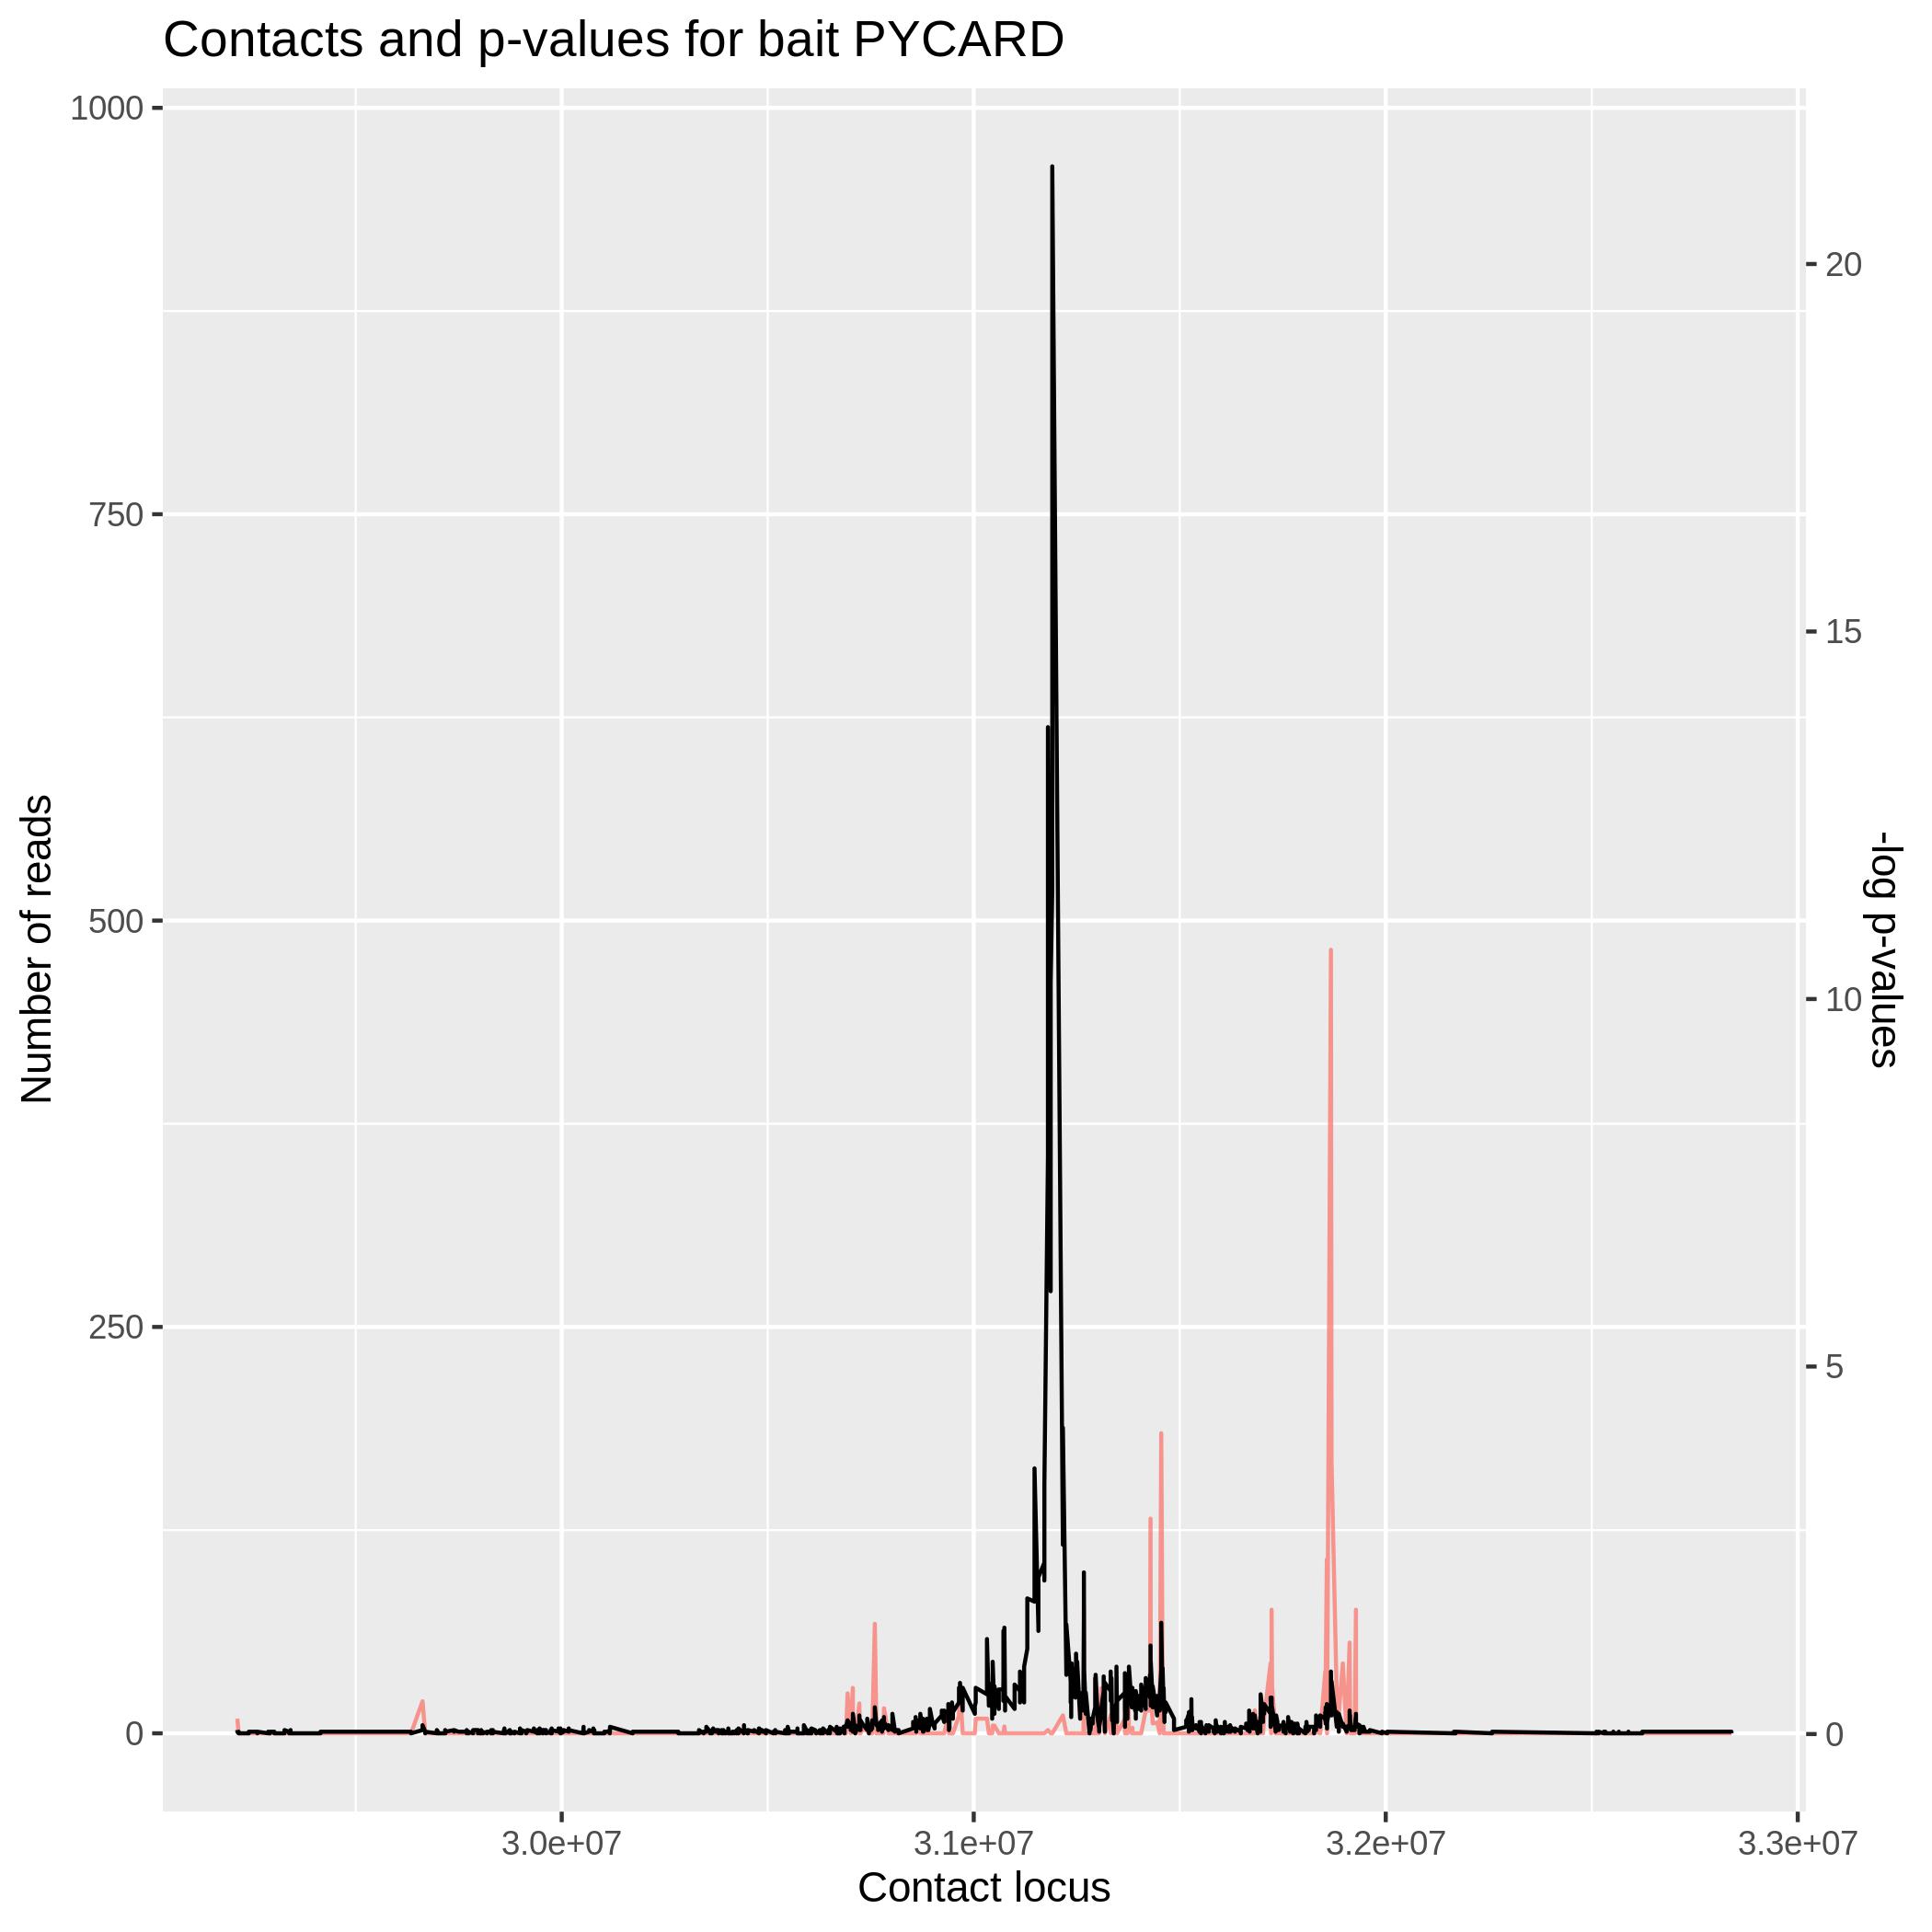 Contacts and p-values for bait PYCARD
1000
750
500
250
0
Number of reads
20
15
10
5
0
-log p-values
3.0e+07
3.1e+07
3.2e+07
3.3e+07
Contact locus